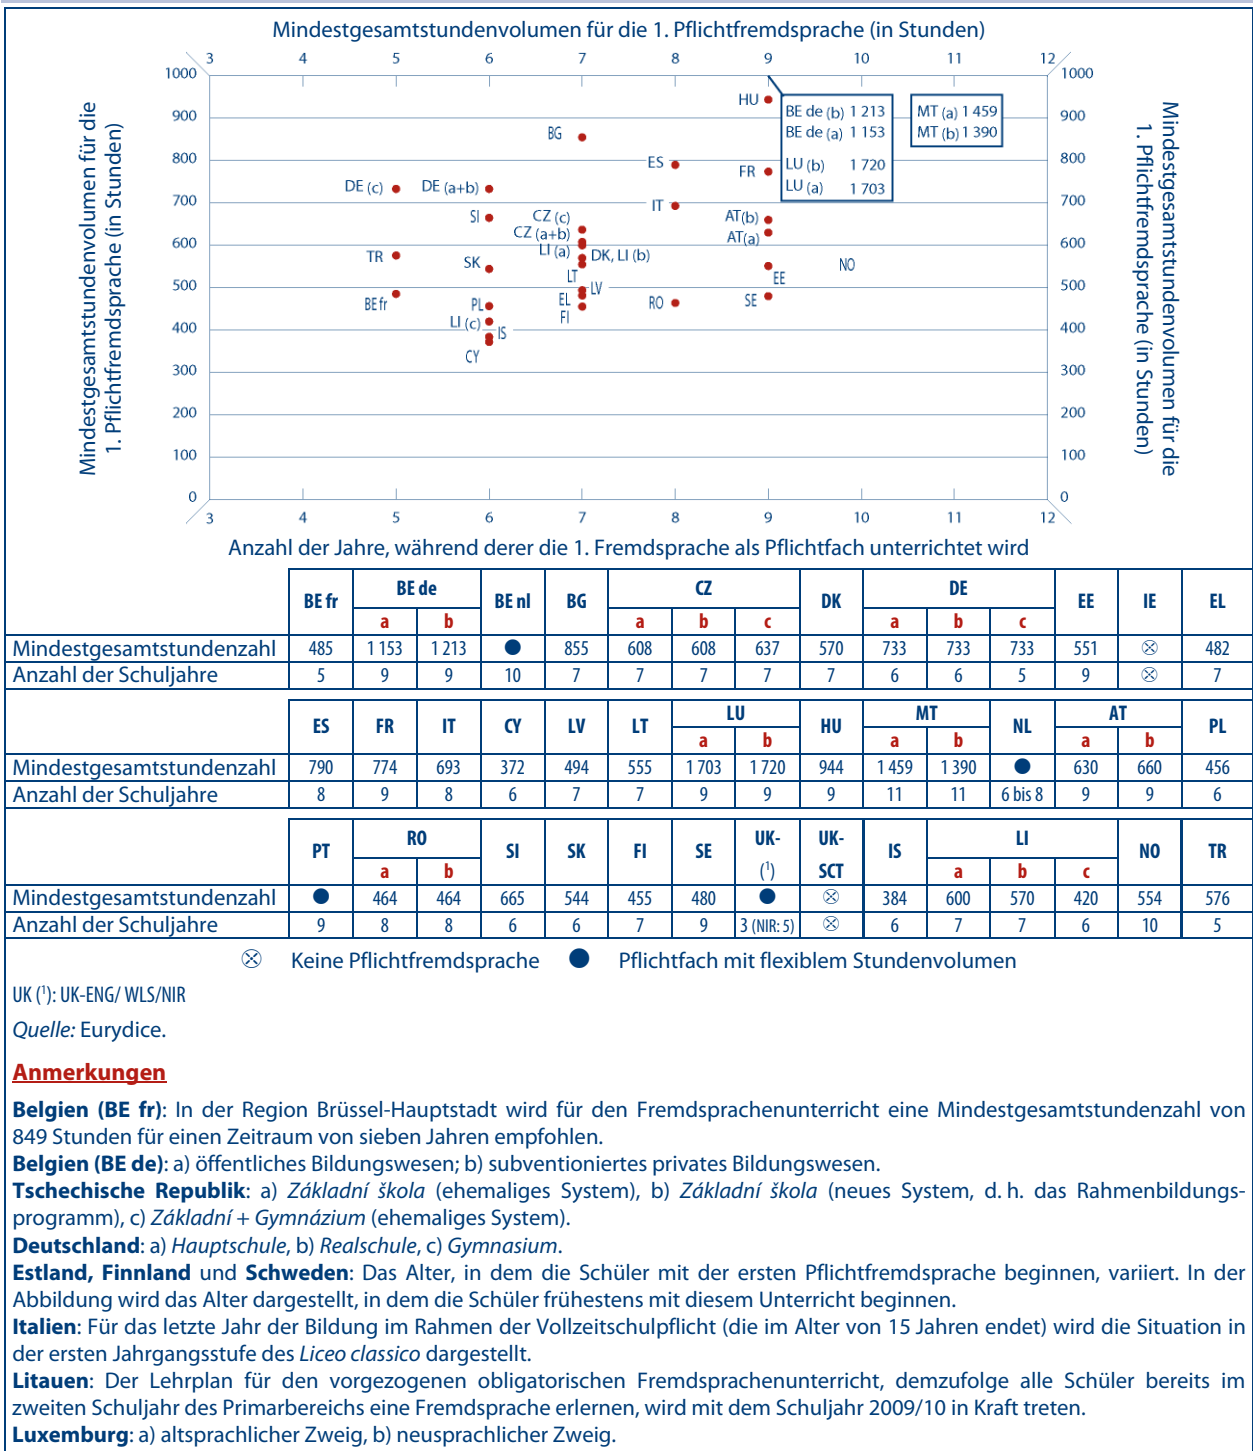 Mindestgesamtstundenvolumen für die 1. Pflichtfremdsprache (in Stunden)
3 4 5 6 7 8 9 10 11 12
Mindestgesamtstundenvolumen für die
1. Pflichtfremdsprache (in Stunden)
1000 1000
900 900
800 800
700 700
600 600
500 500
400 400
300 300
200 200
100 100
0 0
Mindestgesamtstundenvolumen für die
1. Pflichtfremdsprache (in Stunden)
HU
BE de (b) 1 213
BE de (a) 1 153
LU (b) 1 720
LU (a) 1 703
MT (a) 1 459
MT (b) 1 390
BG
ES
FR
DE (c)
DE (a+b)
IT
SI
CZ (c)
AT(b)
CZ (a+b)
AT(a)
LI (a)
DK, LI (b)
TR
SK
NO
LT
EE
LV
BE fr
PL
EL
RO
SE
LI (c)
FI
IS
CY
3 4 5 6 7 8 9 10 11 12
Anzahl der Jahre, während derer die 1. Fremdsprache als Pflichtfach unterrichtet wird
BE fr BE de BE nl BG CZ DK DE EE IE EL
a b a b c a b c
Mindestgesamtstundenzahl 485 1 153 1 213 ● 855 608 608 637 570 733 733 733 551 ⊗ 482
Anzahl der Schuljahre 5 9 9 10 7 7 7 7 7 6 6 5 9 ⊗ 7
ES FR IT CY LV LT LU HU MT NL AT PL
a b a b a b
Mindestgesamtstundenzahl 790 774 693 372 494 555 1 703 1 720 944 1 459 1 390 ● 630 660 456
Anzahl der Schuljahre 8 9 8 6 7 7 9 9 9 11 11 6 bis 8 9 9 6
PT RO SI SK FI SE UK- (¹) UK- SCT IS LI NO TR
a b a b c
Mindestgesamtstundenzahl ● 464 464 665 544 455 480 ● ⊗ 384 600 570 420 554 576
Anzahl der Schuljahre 9 8 8 6 6 7 9 3 (NIR: 5) ⊗ 6 7 7 6 10 5
⊗ Keine Pflichtfremdsprache ● Pflichtfach mit flexiblem Stundenvolumen
UK (¹): UK-ENG/ WLS/NIR
Quelle: Eurydice.
Anmerkungen
Belgien (BE fr): In der Region Brüssel-Hauptstadt wird für den Fremdsprachenunterricht eine Mindestgesamtstundenzahl von
849 Stunden für einen Zeitraum von sieben Jahren empfohlen.
Belgien (BE de): a) öffentliches Bildungswesen; b) subventioniertes privates Bildungswesen.
Tschechische Republik: a) Základní škola (ehemaliges System), b) Základní škola (neues System, d. h. das Rahmenbildungs-
programm), c) Základní + Gymnázium (ehemaliges System).
Deutschland: a) Hauptschule, b) Realschule, c) Gymnasium.
Estland, Finnland und Schweden: Das Alter, in dem die Schüler mit der ersten Pflichtfremdsprache beginnen, variiert. In der
Abbildung wird das Alter dargestellt, in dem die Schüler frühestens mit diesem Unterricht beginnen.
Italien: Für das letzte Jahr der Bildung im Rahmen der Vollzeitschulpflicht (die im Alter von 15 Jahren endet) wird die Situation in
der ersten Jahrgangsstufe des Liceo classico dargestellt.
Litauen: Der Lehrplan für den vorgezogenen obligatorischen Fremdsprachenunterricht, demzufolge alle Schüler bereits im
zweiten Schuljahr des Primarbereichs eine Fremdsprache erlernen, wird mit dem Schuljahr 2009/10 in Kraft treten.
Luxemburg: a) altsprachlicher Zweig, b) neusprachlicher Zweig.